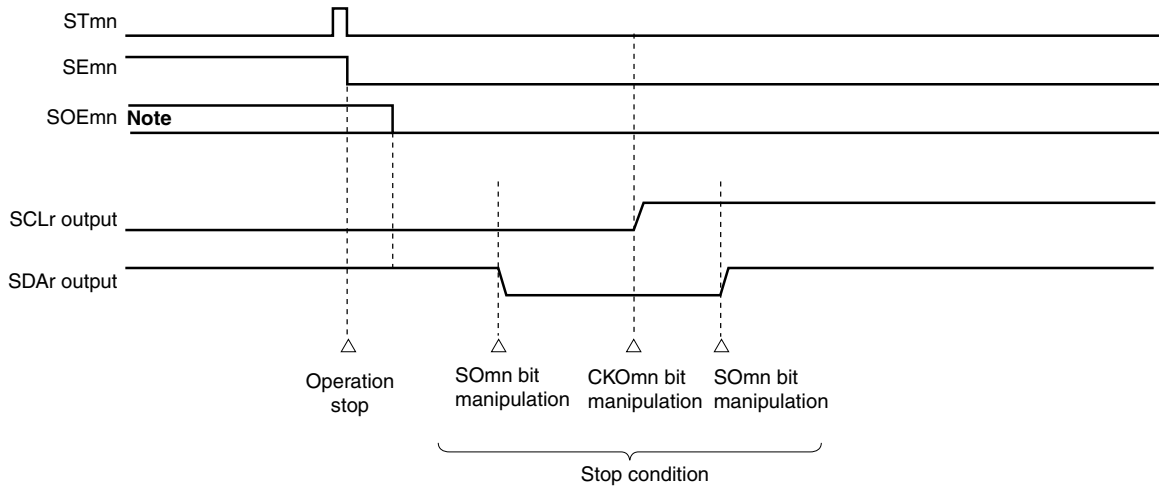 STmn
SEmn
SOEmn Note
SCLr output
SDAr output
Operation
stop
SOmn bit
manipulation
CKOmn bit
manipulation
SOmn bit
manipulation
Stop condition